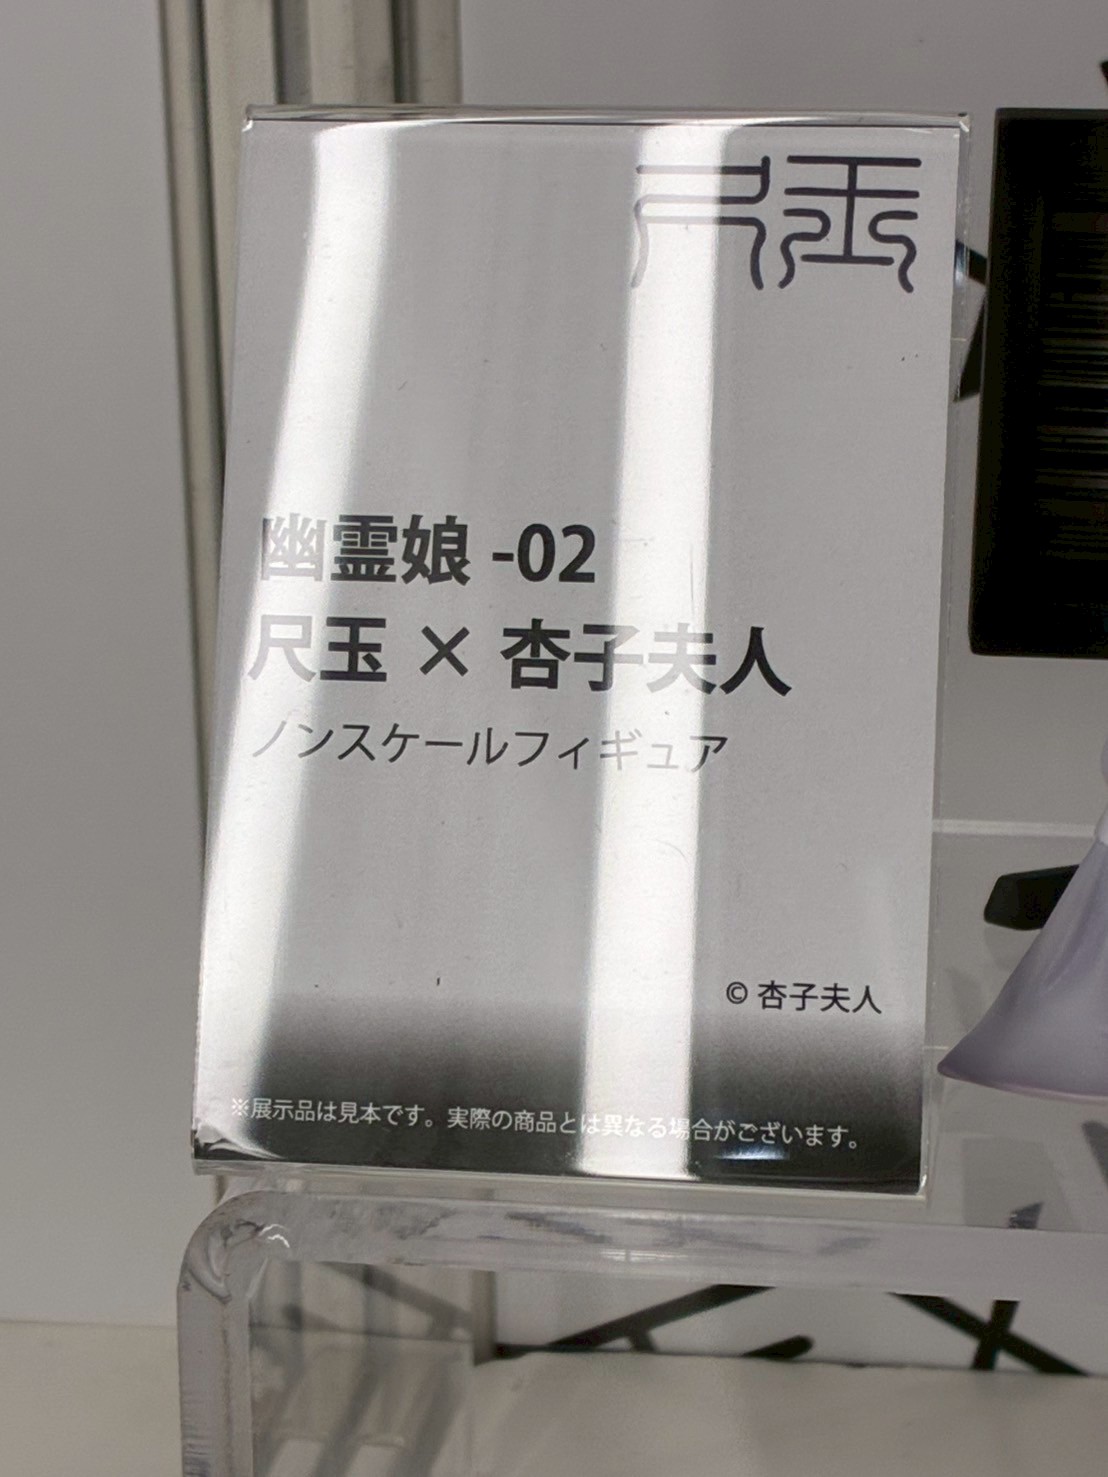 尺玉
幽霊娘 -02
尺玉 × 杏子夫人
ノンスケールフィギュア
© 杏子夫人
※展示品は見本です。実際の商品とは異なる場合がございます。